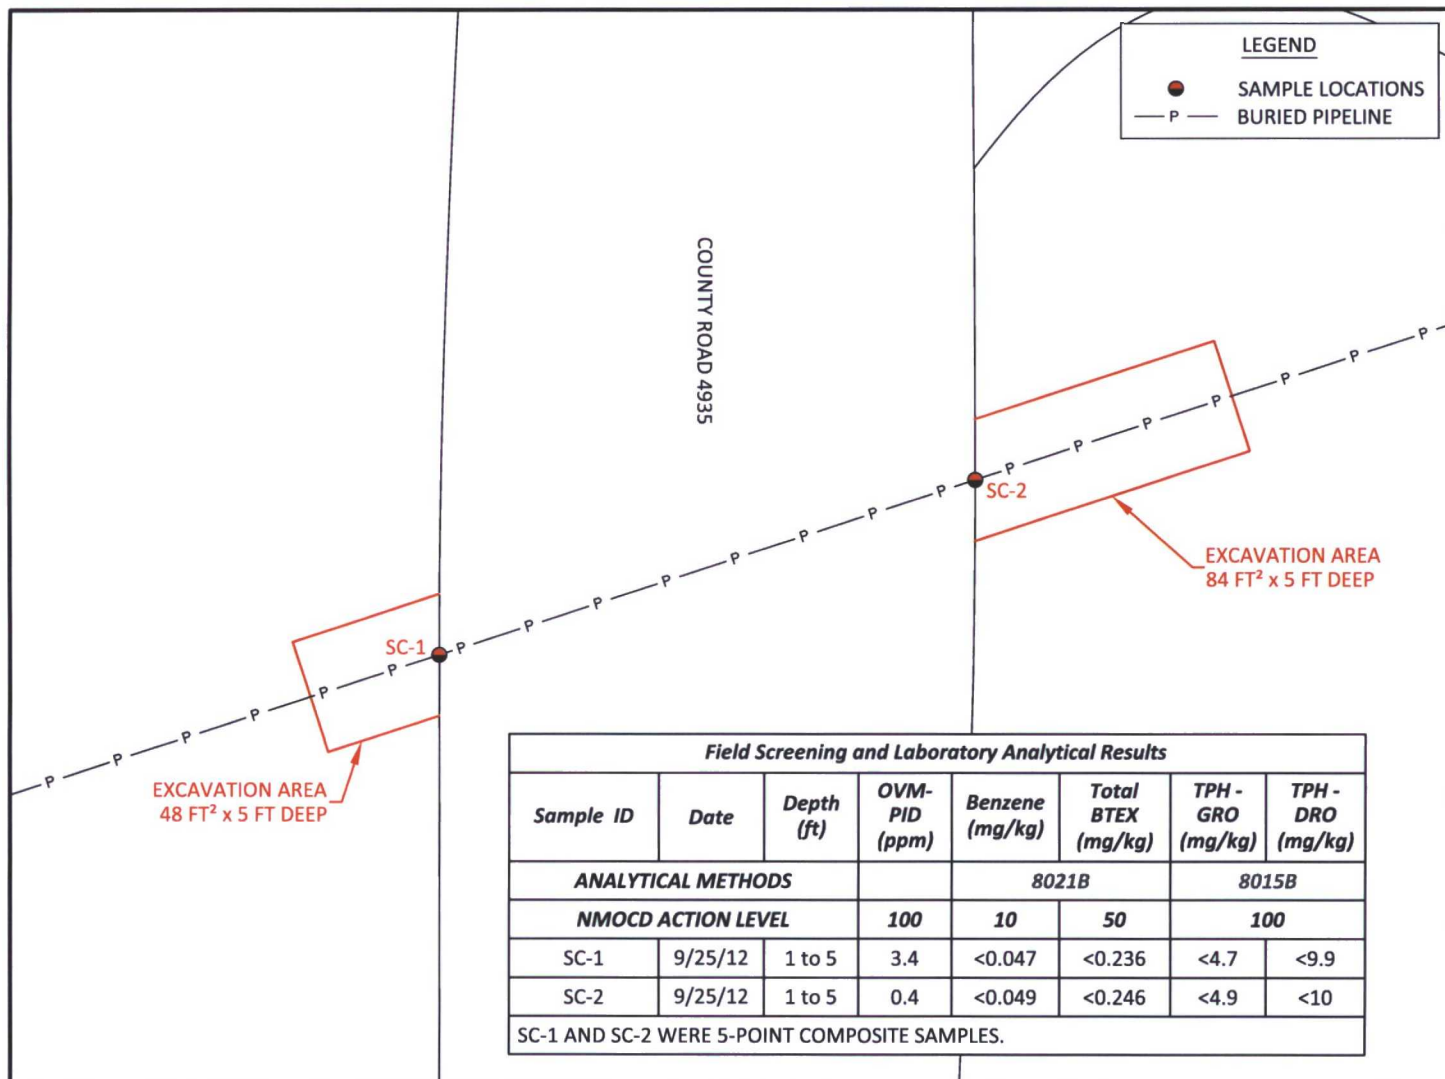 LEGEND
SAMPLE LOCATIONS
P BURIED PIPELINE
COUNTY ROAD 4935
SC-2
EXCAVATION AREA
84 FT² x 5 FT DEEP
SC-1
EXCAVATION AREA
48 FT² x 5 FT DEEP
P P P P P P P P P P P P P P P P P P P P P
Field Screening and Laboratory Analytical Results
Sample ID Date Depth (ft) OVM-PID (ppm) Benzene (mg/kg) Total BTEX (mg/kg) TPH - GRO (mg/kg) TPH - DRO (mg/kg)
ANALYTICAL METHODS 8021B 8015B
NMOCD ACTION LEVEL 100 10 50 100
SC-1 9/25/12 1 to 5 3.4 <0.047 <0.236 <4.7 <9.9
SC-2 9/25/12 1 to 5 0.4 <0.049 <0.246 <4.9 <10
SC-1 AND SC-2 WERE 5-POINT COMPOSITE SAMPLES.